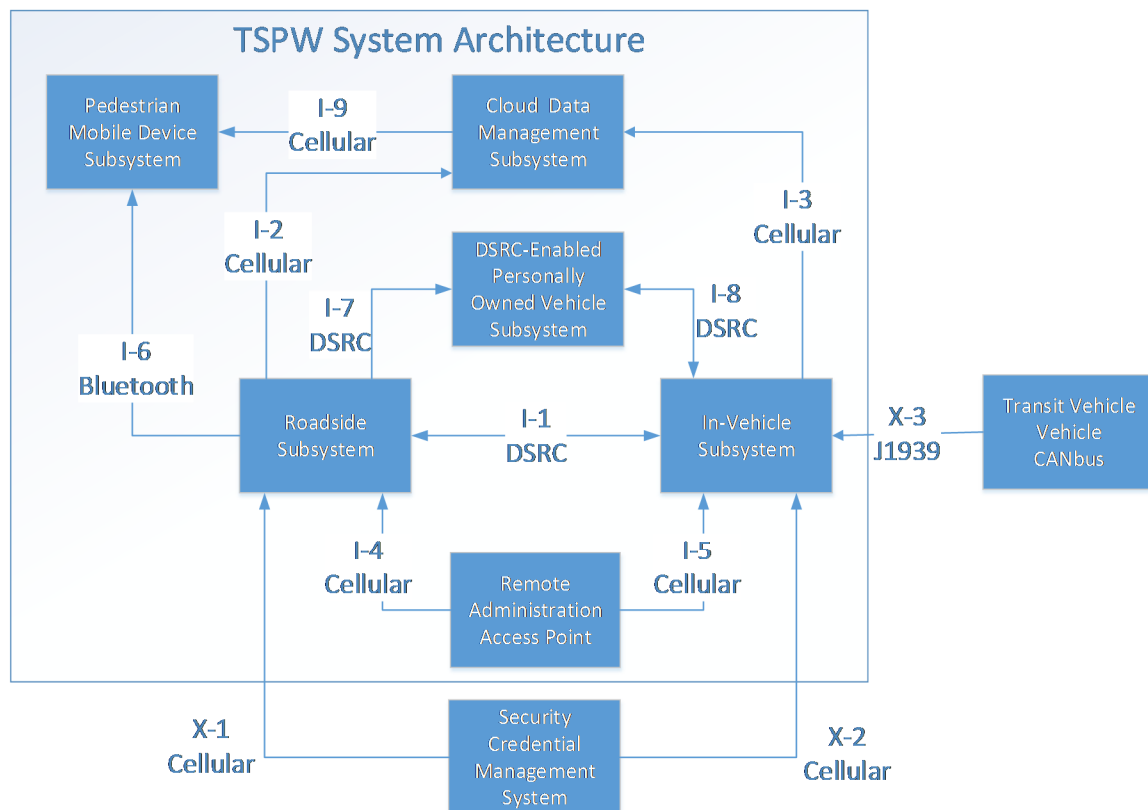 TSPW System Architecture
Pedestrian
Mobile Device
Subsystem
I-9
Cellular
Cloud Data
Management
Subsystem
I-2
Cellular
I-3
Cellular
DSRC-Enabled
Personally
Owned Vehicle
Subsystem
I-7
DSRC
I-8
DSRC
I-6
Bluetooth
Roadside
Subsystem
I-1
DSRC
In-Vehicle
Subsystem
X-3
J1939
Transit Vehicle
Vehicle
CANbus
I-4
Cellular
I-5
Cellular
Remote
Administration
Access Point
X-1
Cellular
Security
Credential
Management
System
X-2
Cellular